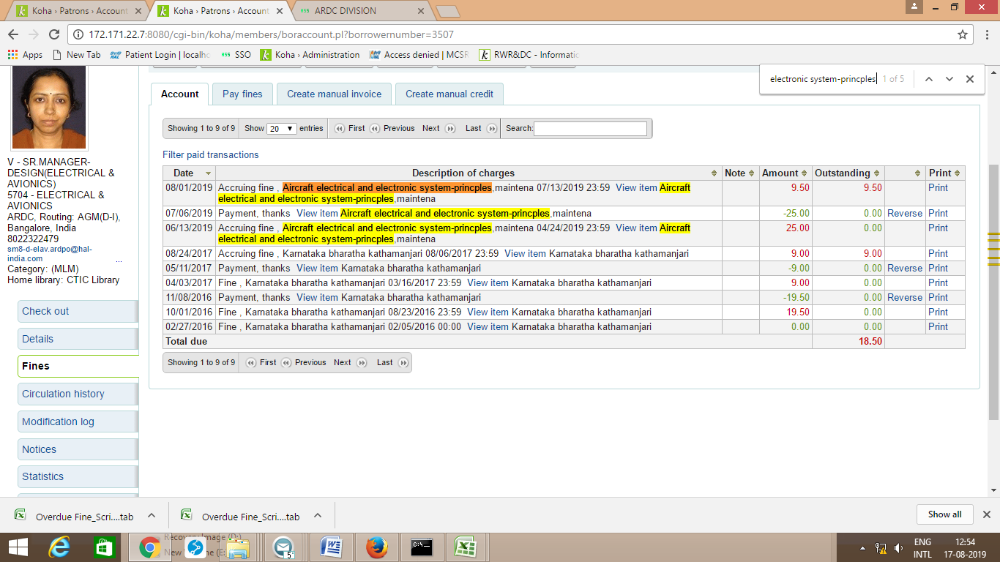 Koha › Patrons › Account
Koha › Patrons › Account
ARDC DIVISION
172.171.22.7:8080/cgi-bin/koha/members/boraccount.pl?borrowernumber=3507
Apps New Tab Patient Login | localho SSO Koha › Administration Access denied | MCSR RWR&DC - Informatic
electronic system-princples 1 of 5
Account Pay fines Create manual invoice Create manual credit
Showing 1 to 9 of 9 Show 20 entries First Previous Next Last Search:
Filter paid transactions
Date Description of charges Note Amount Outstanding Print
08/01/2019 Accruing fine , Aircraft electrical and electronic system-princples,maintena 07/13/2019 23:59 View item Aircraft 9.50 9.50 Print
electrical and electronic system-princples,maintena
07/06/2019 Payment, thanks View item Aircraft electrical and electronic system-princples,maintena -25.00 0.00 Reverse Print
06/13/2019 Accruing fine , Aircraft electrical and electronic system-princples,maintena 04/24/2019 23:59 View item Aircraft 25.00 0.00 Print
electrical and electronic system-princples,maintena
08/24/2017 Accruing fine , Karnataka bharatha kathamanjari 08/06/2017 23:59 View item Karnataka bharatha kathamanjari 9.00 9.00 Print
05/11/2017 Payment, thanks View item Karnataka bharatha kathamanjari -9.00 0.00 Reverse Print
04/03/2017 Fine , Karnataka bharatha kathamanjari 03/16/2017 23:59 View item Karnataka bharatha kathamanjari 9.00 0.00 Print
11/08/2016 Payment, thanks View item Karnataka bharatha kathamanjari -19.50 0.00 Reverse Print
10/01/2016 Fine , Karnataka bharatha kathamanjari 08/23/2016 23:59 View item Karnataka bharatha kathamanjari 19.50 0.00 Print
02/27/2016 Fine , Karnataka bharatha kathamanjari 02/05/2016 00:00 View item Karnataka bharatha kathamanjari 0.00 0.00 Print
Total due 18.50
Showing 1 to 9 of 9 First Previous Next Last
V - SR.MANAGER-
DESIGN(ELECTRICAL &
AVIONICS)
5704 - ELECTRICAL &
AVIONICS
ARDC, Routing: AGM(D-I),
Bangalore, India
8022322479
sm8-d-elav.ardpo@hal-
india.com ...
Category: (MLM)
Home library: CTIC Library
Check out
Details
Fines
Circulation history
Modification log
Notices
Statistics
Overdue Fine_Scri....tab Overdue Fine_Scri....tab Show all
Recovery Image (D:)
ENG 12:54
INTL 17-08-2019